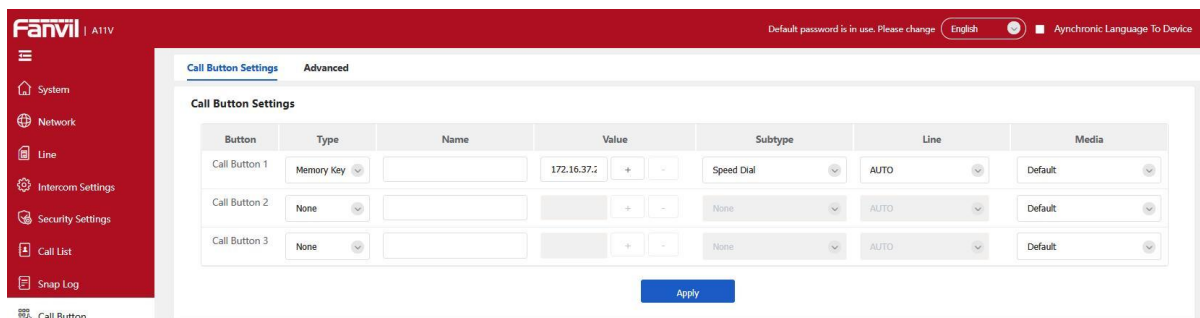 Fanvil | A11V
Default password is in use. Please change English Aynchronic Language To Device
System
Network
Line
Intercom Settings
Security Settings
Call List
Snap Log
Call Button
Call Button Settings Advanced
Call Button Settings
Button Type Name Value Subtype Line Media
Call Button 1 Memory Key 172.16.37. + - Speed Dial AUTO Default
Call Button 2 None + - None AUTO Default
Call Button 3 None + - None AUTO Default
Apply